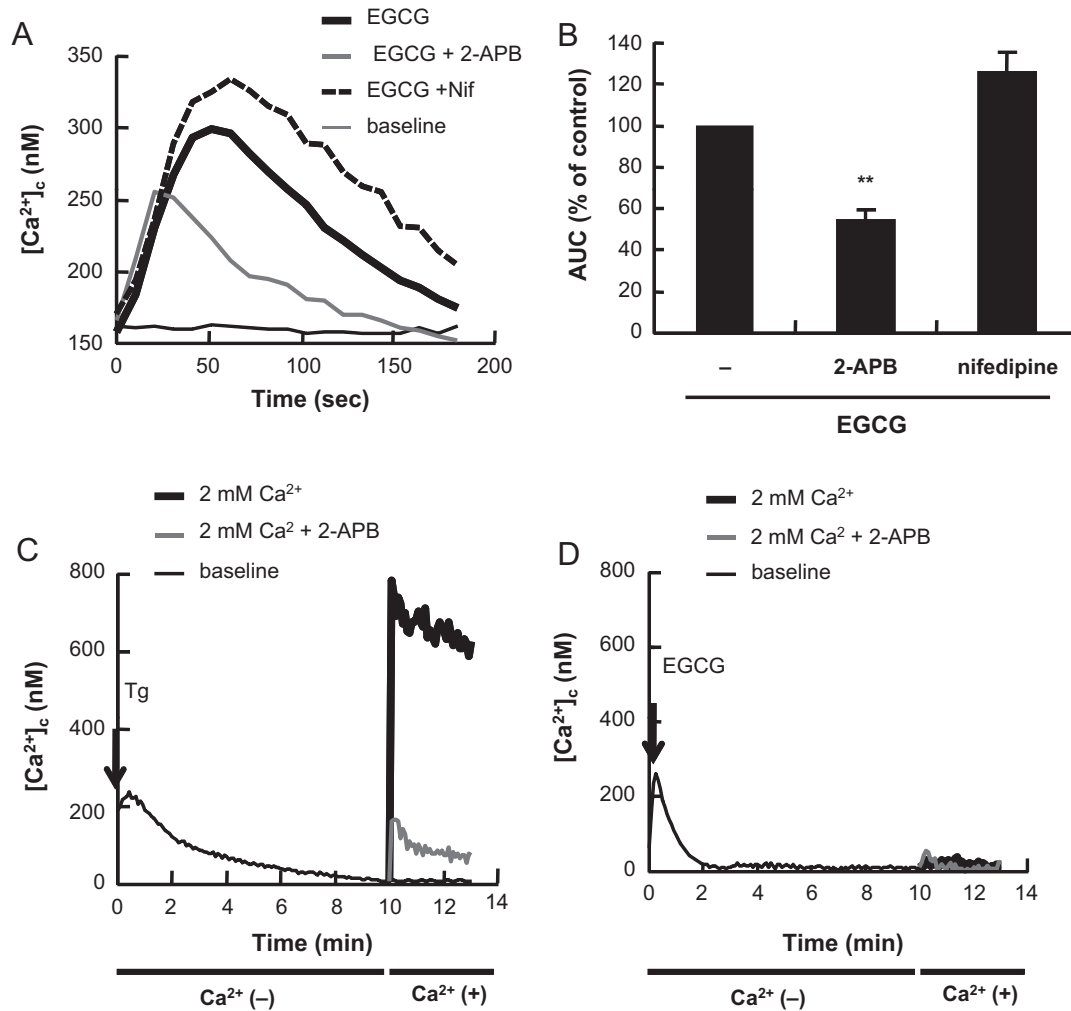 A
EGCG
EGCG + 2-APB
EGCG +Nif
baseline
350
300
250
200
150
[Ca²⁺]c (nM)
0 50 100 150 200
Time (sec)
B
140
120
100
80
60
40
20
0
AUC (% of control)
**
– 2-APB nifedipine
EGCG
C
2 mM Ca²⁺
2 mM Ca² + 2-APB
baseline
800
600
400
200
0
[Ca²⁺]c (nM)
Tg
0 2 4 6 8 10 12 14
Time (min)
Ca²⁺ (–) Ca²⁺ (+)
D
2 mM Ca²⁺
2 mM Ca² + 2-APB
baseline
800
600
400
200
0
[Ca²⁺]c (nM)
EGCG
0 2 4 6 8 10 12 14
Time (min)
Ca²⁺ (–) Ca²⁺ (+)